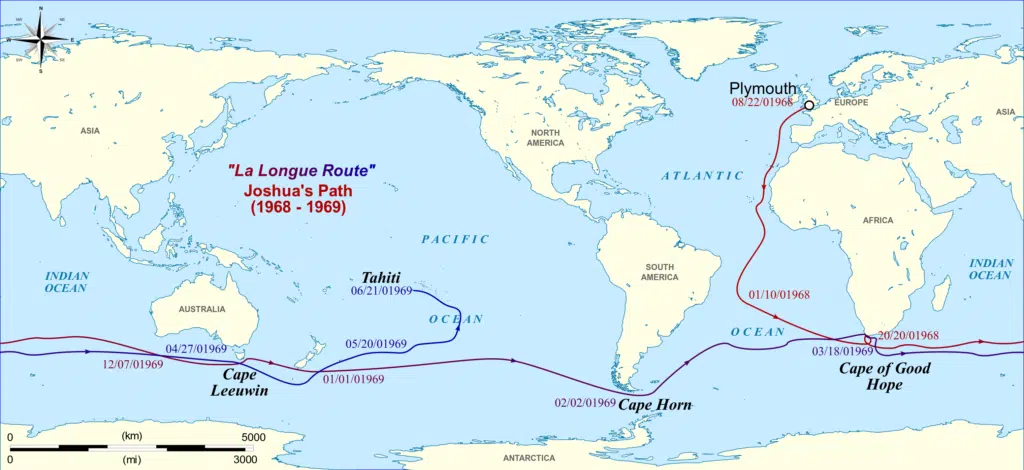 N
NW
NE
W
E
SW
SE
S
Plymouth
08/22/01968
EUROPE
ASIA
ASIA
NORTH
AMERICA
"La Longue Route"
Joshua's Path
(1968 - 1969)
ATLANTIC
AFRICA
PACIFIC
INDIAN
OCEAN
Tahiti
06/21/01969
SOUTH
AMERICA
INDIAN
OCEAN
01/10/01968
AUSTRALIA
OCEAN
OCEAN
20/20/01968
04/27/01969
05/20/01969
03/18/01969
12/07/01969
Cape
Leeuwin
01/01/01969
Cape of Good
Hope
02/02/01969
Cape Horn
0
(km)
5000
0
(mi)
3000
ANTARCTICA